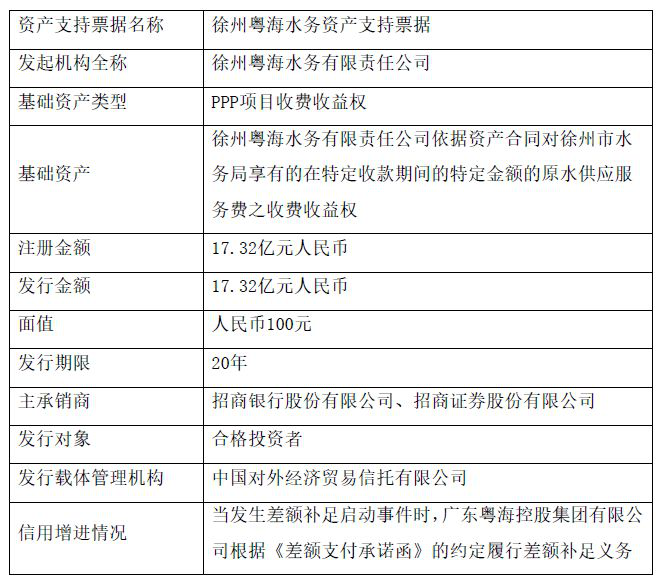 资产支持票据名称 徐州粤海水务资产支持票据
发起机构全称 徐州粤海水务有限责任公司
基础资产类型 PPP项目收费收益权
基础资产 徐州粤海水务有限责任公司依据资产合同对徐州市水
务局享有的在特定收款期间的特定金额的原水供应服
务费之收费收益权
注册金额 17.32亿元人民币
发行金额 17.32亿元人民币
面值 人民币100元
发行期限 20年
主承销商 招商银行股份有限公司、招商证券股份有限公司
发行对象 合格投资者
发行载体管理机构 中国对外经济贸易信托有限公司
信用增进情况 当发生差额补足启动事件时,广东粤海控股集团有限公
司根据《差额支付承诺函》的约定履行差额补足义务